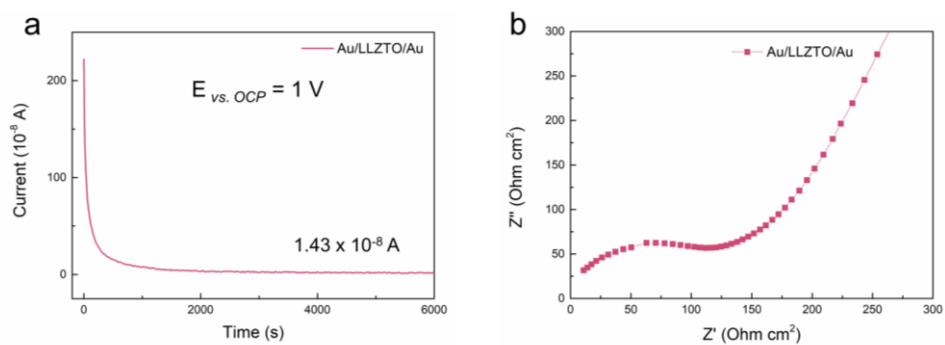 a
Au/LLZTO/Au
E vs. OCP = 1 V
1.43 x 10⁻⁸ A
Current (10⁻⁸ A)
200
100
0
0 2000 4000 6000
Time (s)
b
Au/LLZTO/Au
Z'' (Ohm cm²)
300
250
200
150
100
50
0
0 50 100 150 200 250 300
Z' (Ohm cm²)